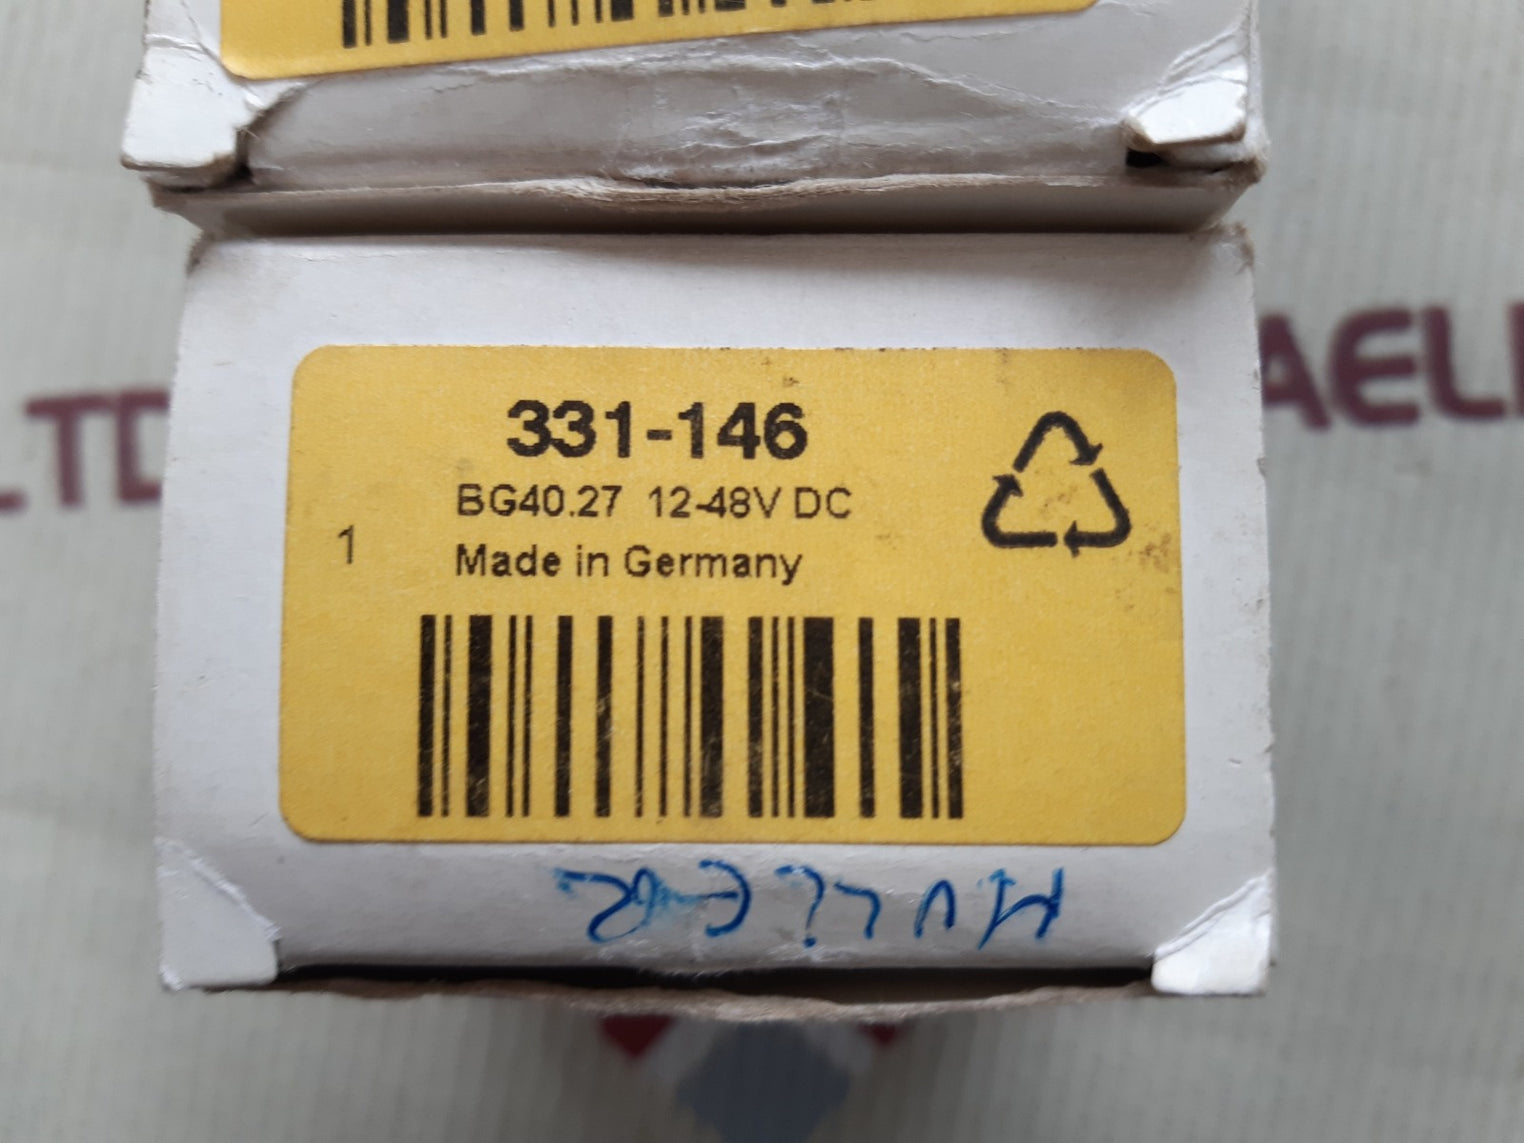 331-146
BG40.27 12-48V DC
1 Made in Germany
MULLER
LTD
AEL